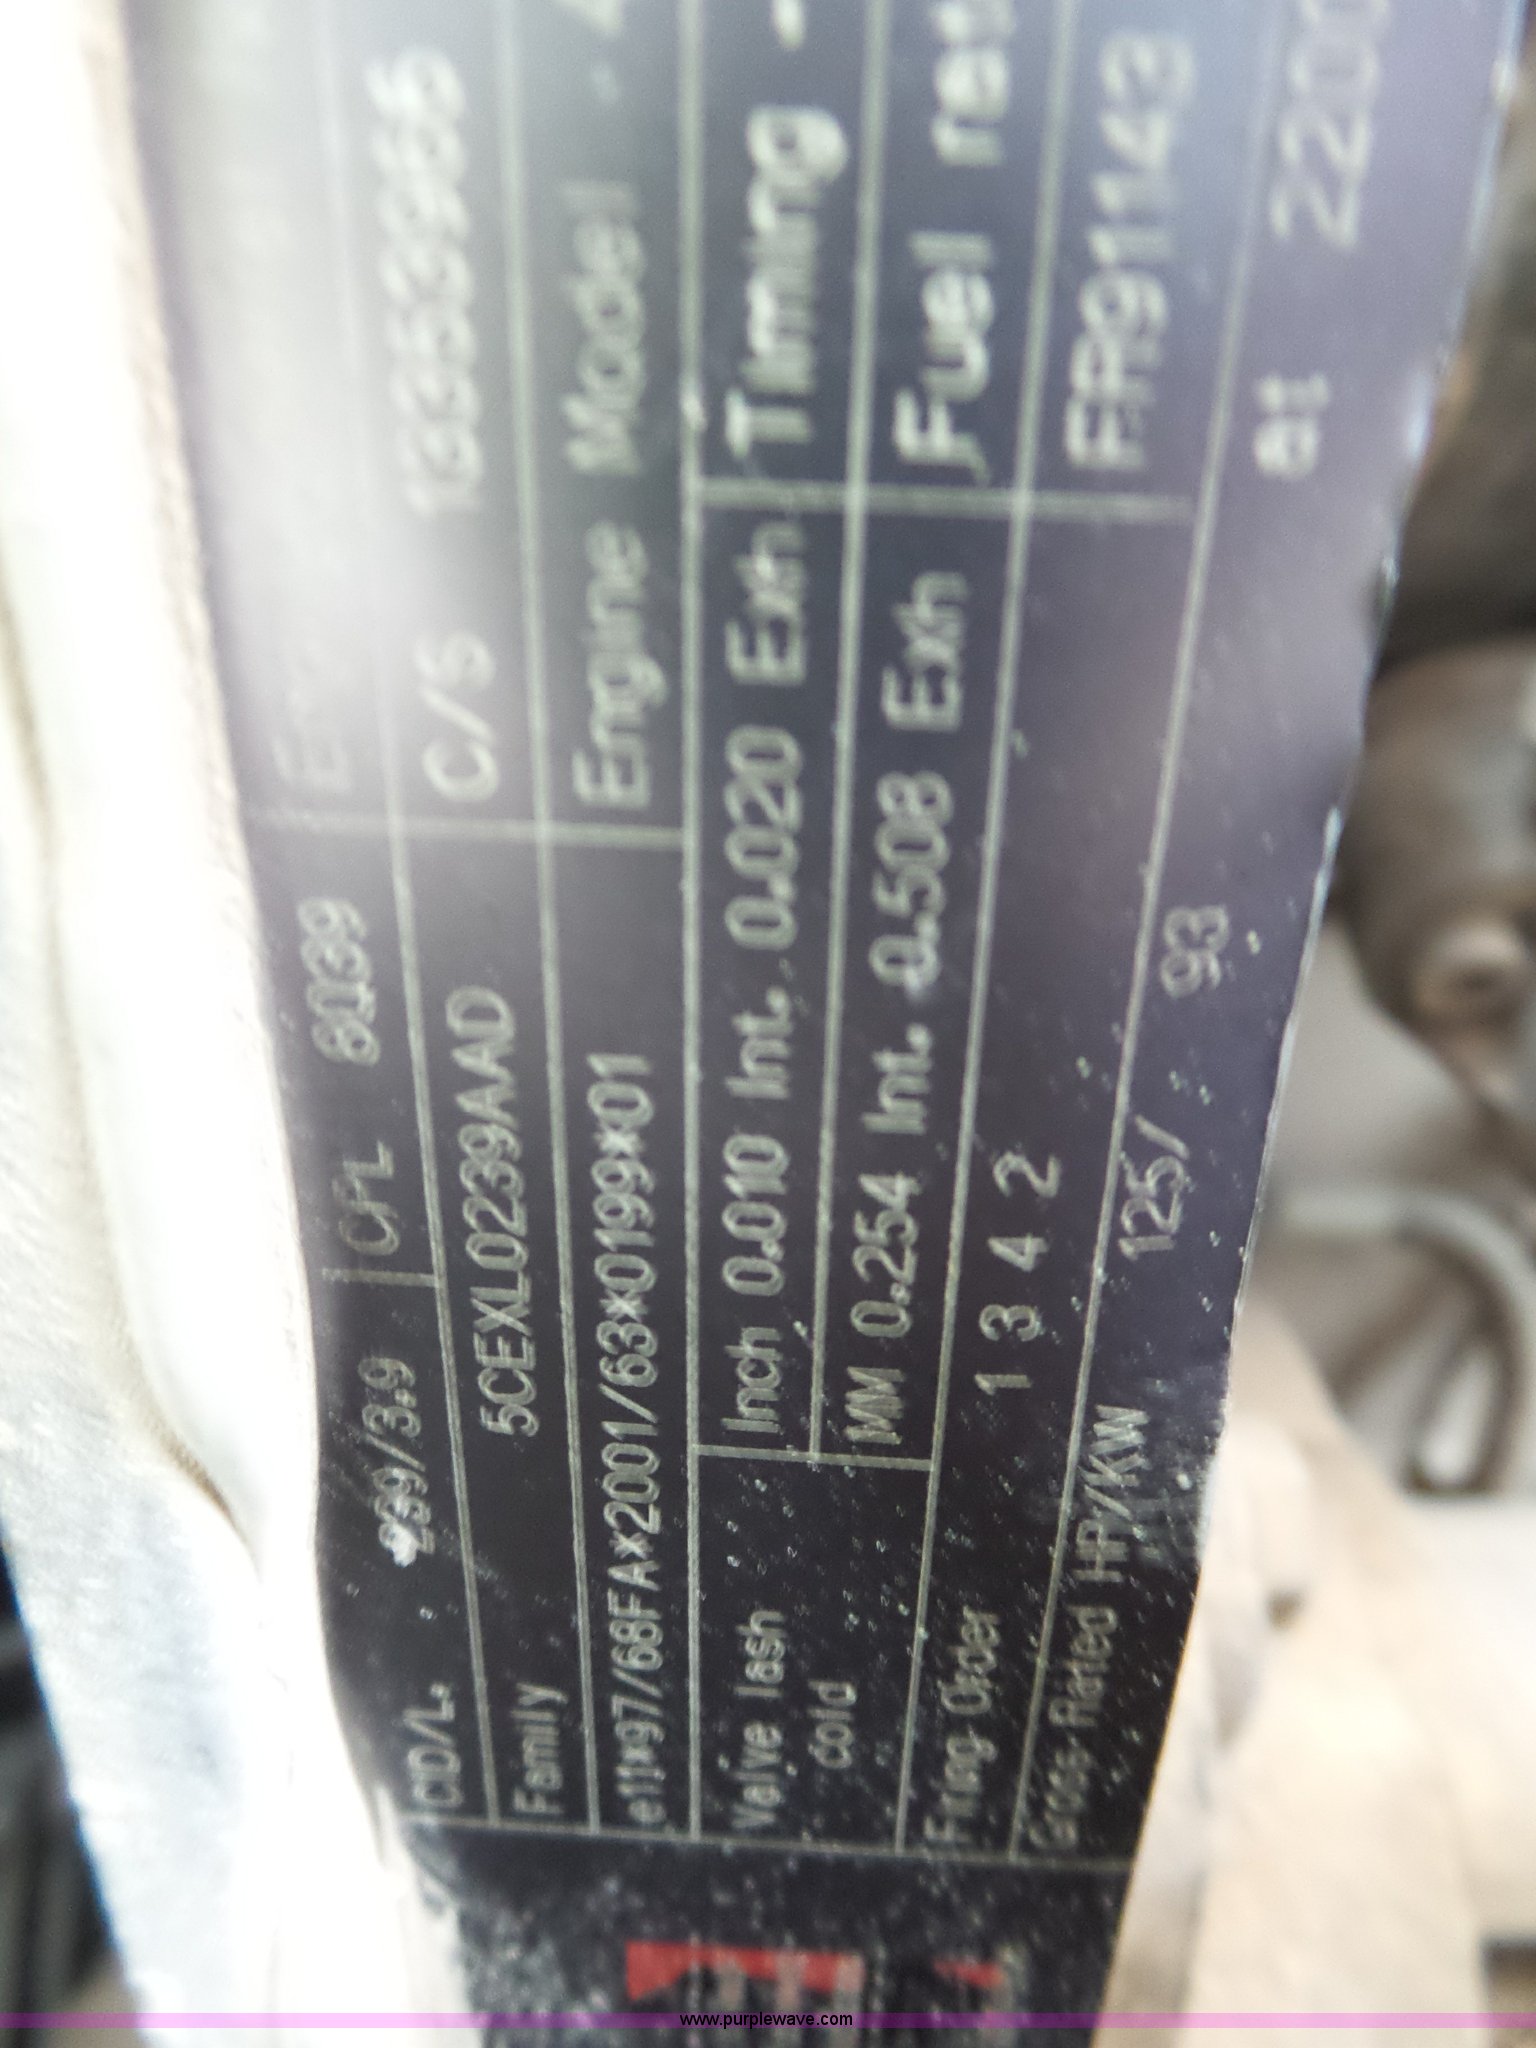 CID/L. 239/3.9 CPL 8039
Family 5CEXL0239AAD C/S
e11*97/68FA*2001/63*0199*01 Engine Model
Valve lash cold Inch 0.010 Int. 0.020 Exh Timing -
MM 0.254 Int. 0.508 Exh Fuel
Firing Order 1 3 4 2 FR91143
Gross Rated HP/KW 125/ 93 at
www.purplewave.com